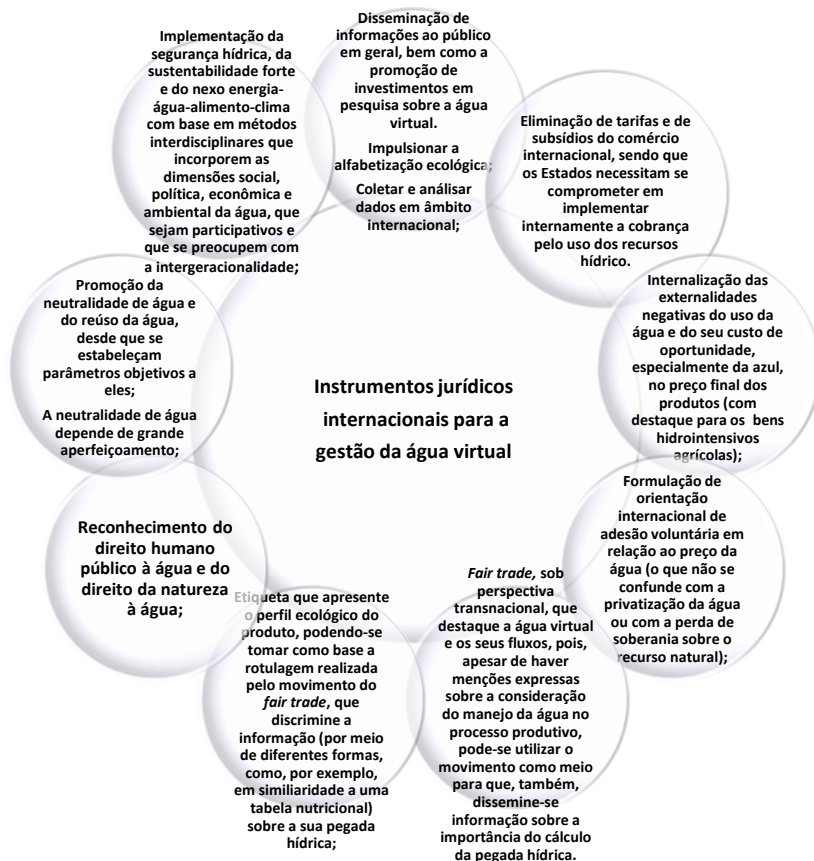 Disseminação de
informações ao público
em geral, bem como a
promoção de
investimentos em
pesquisa sobre a água
virtual.
Impulsionar a
alfabetização ecológica;
Coletar e análisar
dados em âmbito
internacional;
Eliminação de tarifas e de
subsídios do comércio
internacional, sendo que
os Estados necessitam se
comprometer em
implementar
internamente a cobrança
pelo uso dos recursos
hídrico.
Internalização das
externalidades
negativas do uso da
água e do seu custo de
oportunidade,
especialmente da azul,
no preço final dos
produtos (com
destaque para os bens
hidrointensivos
agrícolas);
Formulação de
orientação
internacional de
adesão voluntária em
relação ao preço da
água (o que não se
confunde com a
privatização da água
ou com a perda de
soberania sobre o
recurso natural);
Fair trade, sob
perspectiva
transnacional, que
destaque a água virtual
e os seus fluxos, pois,
apesar de haver
menções expressas
sobre a consideração
do manejo da água no
processo produtivo,
pode-se utilizar o
movimento como meio
para que, também,
dissemine-se
informação sobre a
importância do cálculo
da pegada hídrica.
Etiqueta que apresente
o perfil ecológico do
produto, podendo-se
tomar como base a
rotulagem realizada
pelo movimento do
fair trade, que
discrimine a
informação (por meio
de diferentes formas,
como, por exemplo,
em similiaridade a uma
tabela nutricional)
sobre a sua pegada
hídrica;
Reconhecimento do
direito humano
público à água e do
direito da natureza
à água;
Promoção da
neutralidade de água e
do reúso da água,
desde que se
estabeleçam
parâmetros objetivos a
eles;
A neutralidade de água
depende de grande
aperfeiçoamento;
Implementação da
segurança hídrica, da
sustentabilidade forte
e do nexo energia-
água-alimento-clima
com base em métodos
interdisciplinares que
incorporem as
dimensões social,
política, econômica e
ambiental da água, que
sejam participativos e
que se preocupem com
a intergeracionalidade;
Instrumentos jurídicos
internacionais para a
gestão da água virtual